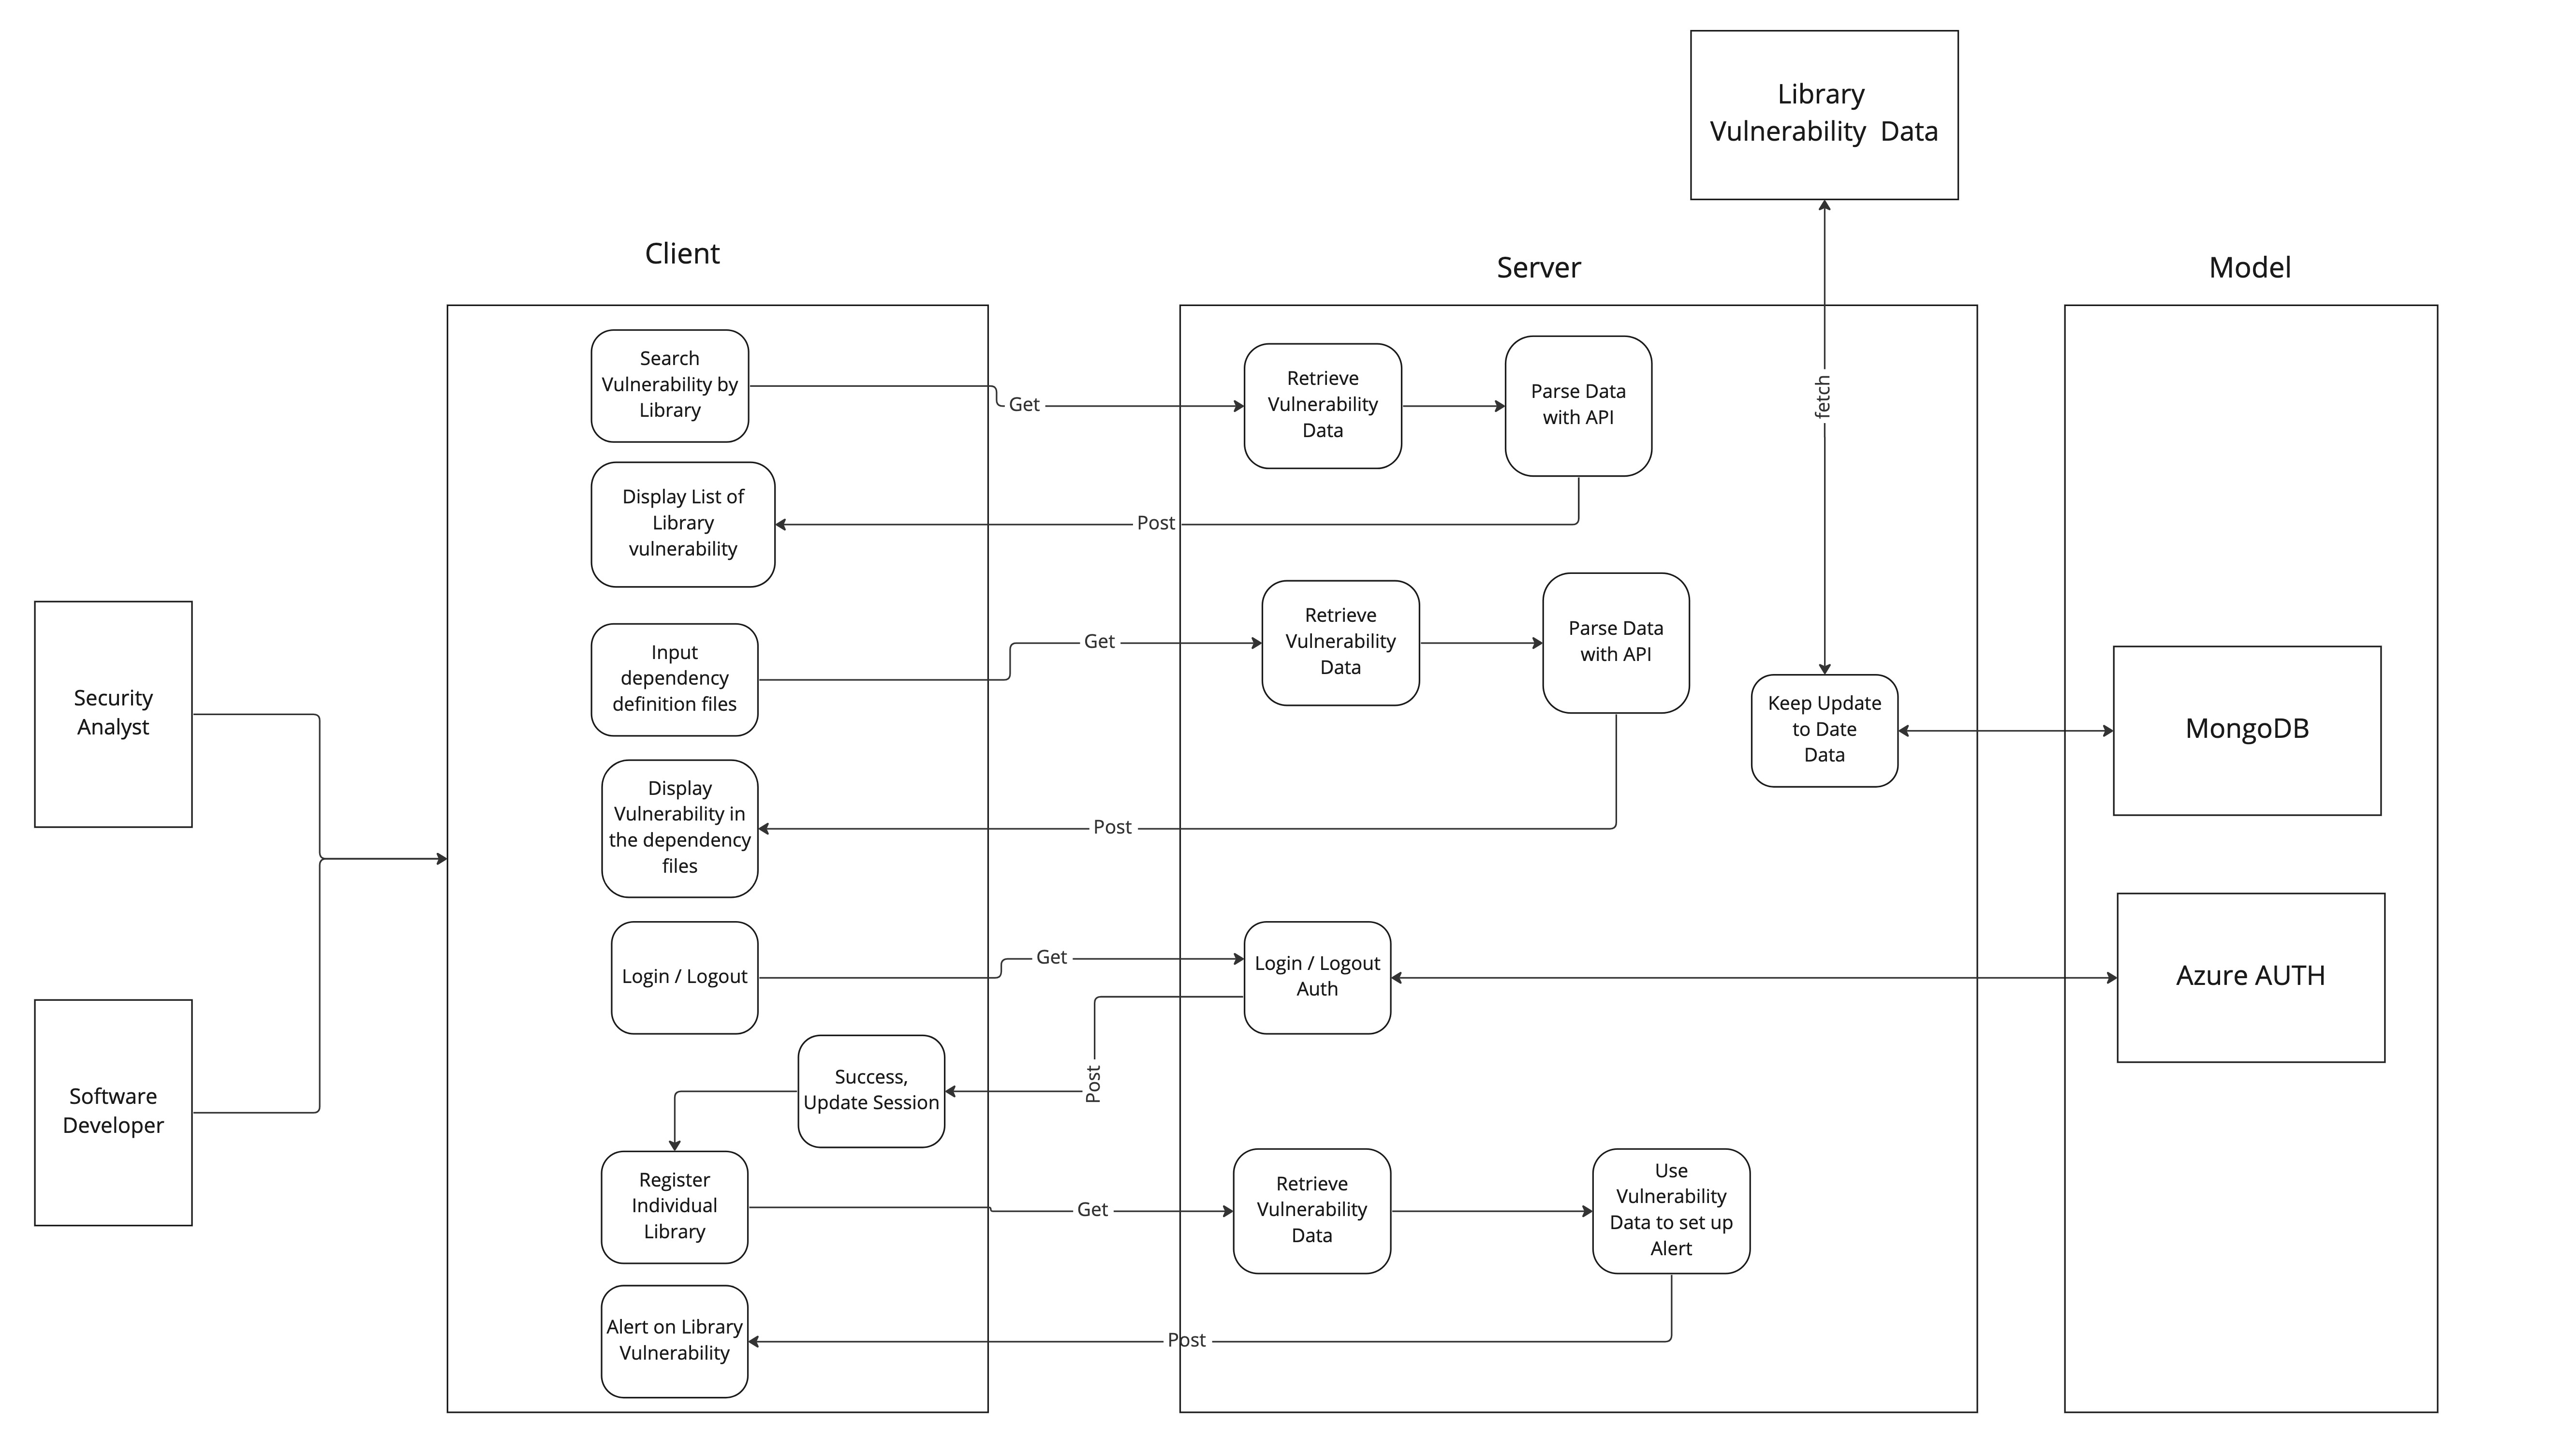 Library
Vulnerability Data
Client
Server
Model
Search
Vulnerability by
Library
Get
Retrieve
Vulnerability
Data
Parse Data
with API
fetch
Display List of
Library
vulnerability
Post
Input
dependency
definition files
Get
Retrieve
Vulnerability
Data
Parse Data
with API
Security
Analyst
Keep Update
to Date
Data
MongoDB
Display
Vulnerability in
the dependency
files
Post
Login / Logout
Get
Login / Logout
Auth
Azure AUTH
Software
Developer
Success,
Update Session
Post
Register
Individual
Library
Get
Retrieve
Vulnerability
Data
Use
Vulnerability
Data to set up
Alert
Alert on Library
Vulnerability
Post